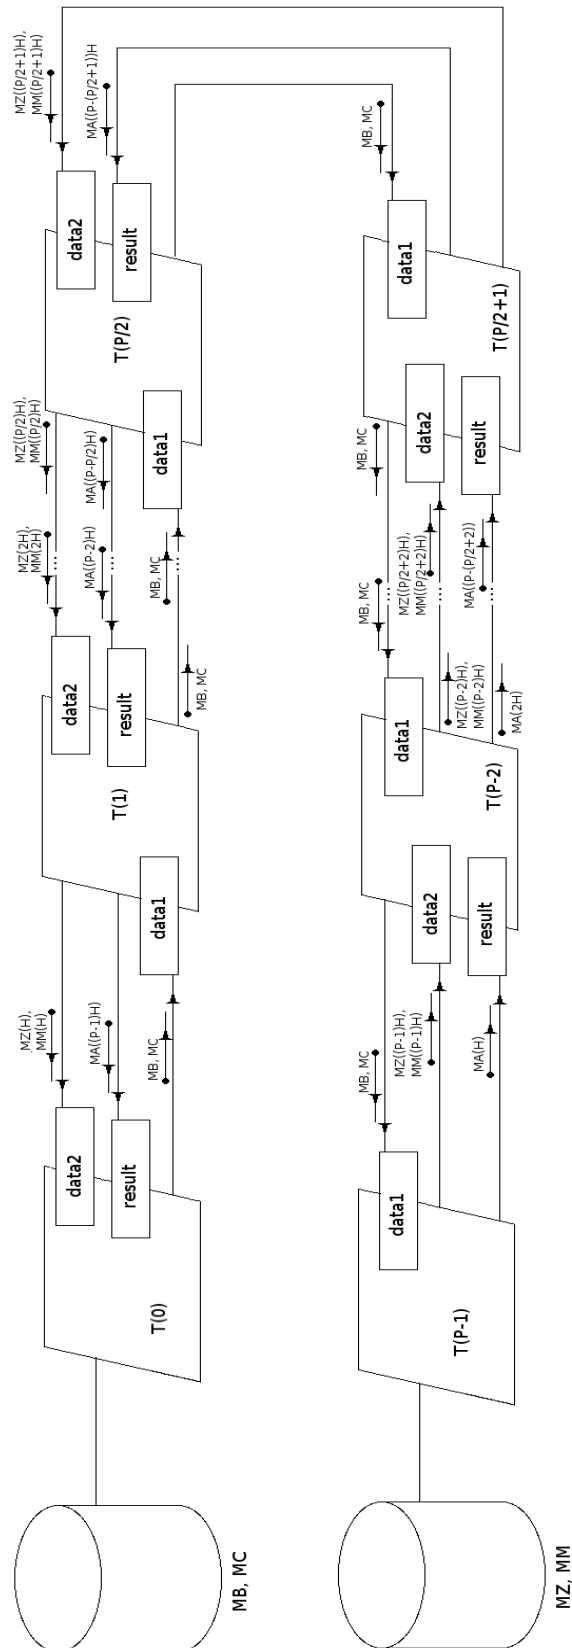 MZ((P/2+1)H),
MM((P/2+1)H)
MA((P-(P/2+1))H
data2
result
T(P/2)
MB, MC
data1
T(P/2+1)
MZ((P/2)H),
MM((P/2)H)
MA((P-P/2)H)
data1
MB, MC
data2
result
MZ(2H),
MM(2H)
MA((P-2)H)
MB, MC
...
...
...
MB, MC
MZ((P/2+2)H),
MM((P/2+2)H)
MA((P-(P/2+2))
...
...
data2
result
MB, MC
T(1)
data1
data1
MZ((P-2)H),
MM((P-2)H)
MA(2H)
T(P-2)
data2
result
MZ(H),
MM(H)
MA((P-1)H)
MB, MC
MB, MC
MZ((P-1)H),
MM((P-1)H)
MA(H)
data2
result
T(0)
data1
T(P-1)
MB, MC
MZ, MM